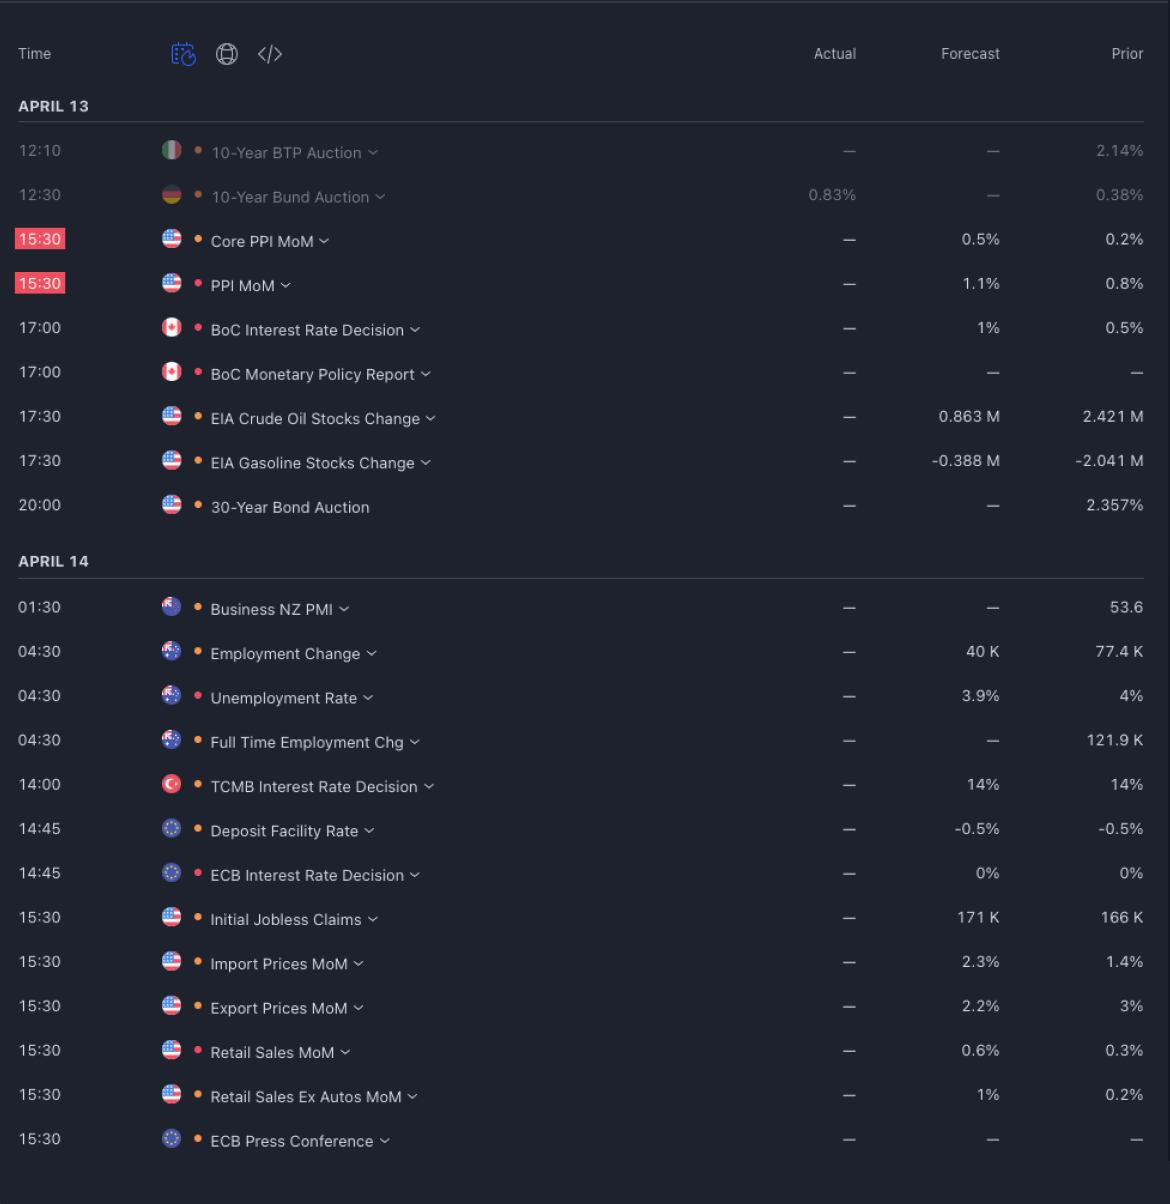 Time Actual Forecast Prior
APRIL 13
12:10 10-Year BTP Auction — — 2.14%
12:30 10-Year Bund Auction 0.83% — 0.38%
15:30 Core PPI MoM — 0.5% 0.2%
15:30 PPI MoM — 1.1% 0.8%
17:00 BoC Interest Rate Decision — 1% 0.5%
17:00 BoC Monetary Policy Report — — —
17:30 EIA Crude Oil Stocks Change — 0.863 M 2.421 M
17:30 EIA Gasoline Stocks Change — -0.388 M -2.041 M
20:00 30-Year Bond Auction — — 2.357%
APRIL 14
01:30 Business NZ PMI — — 53.6
04:30 Employment Change — 40 K 77.4 K
04:30 Unemployment Rate — 3.9% 4%
04:30 Full Time Employment Chg — — 121.9 K
14:00 TCMB Interest Rate Decision — 14% 14%
14:45 Deposit Facility Rate — -0.5% -0.5%
14:45 ECB Interest Rate Decision — 0% 0%
15:30 Initial Jobless Claims — 171 K 166 K
15:30 Import Prices MoM — 2.3% 1.4%
15:30 Export Prices MoM — 2.2% 3%
15:30 Retail Sales MoM — 0.6% 0.3%
15:30 Retail Sales Ex Autos MoM — 1% 0.2%
15:30 ECB Press Conference — — —